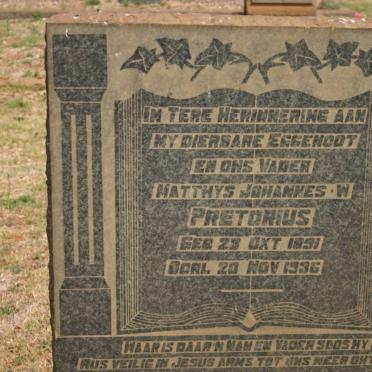 IN TERE HERINNERING AAN
MY DIERBARE EGGENOOT
EN ONS VADER
MATTHYS JOHANNES W
PRETORIUS
GEB 23 OKT 1891
OORL 20 NOV 1936
WAAR IS DAAR 'N MAN EN VADER SOOS HY
RUS VEILIG IN JESUS ARMS TOT ONS WEER